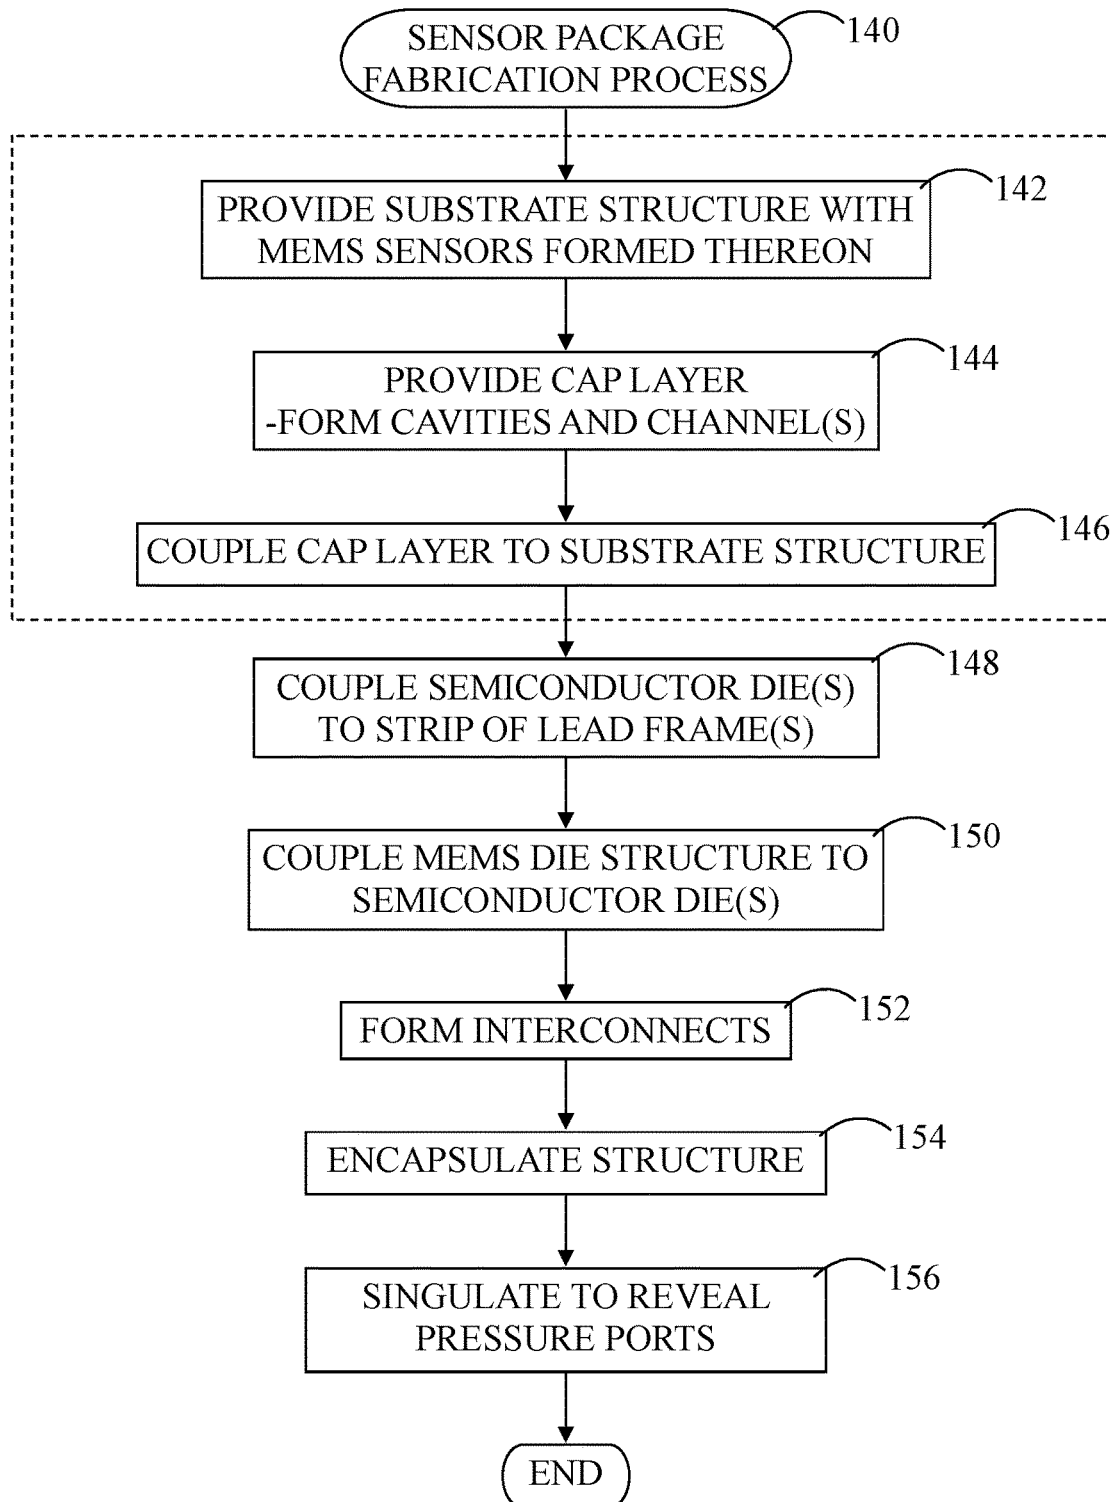 SENSOR PACKAGE
FABRICATION PROCESS
140
PROVIDE SUBSTRATE STRUCTURE WITH
MEMS SENSORS FORMED THEREON
142
PROVIDE CAP LAYER
-FORM CAVITIES AND CHANNEL(S)
144
COUPLE CAP LAYER TO SUBSTRATE STRUCTURE
146
COUPLE SEMICONDUCTOR DIE(S)
TO STRIP OF LEAD FRAME(S)
148
COUPLE MEMS DIE STRUCTURE TO
SEMICONDUCTOR DIE(S)
150
FORM INTERCONNECTS
152
ENCAPSULATE STRUCTURE
154
SINGULATE TO REVEAL
PRESSURE PORTS
156
END